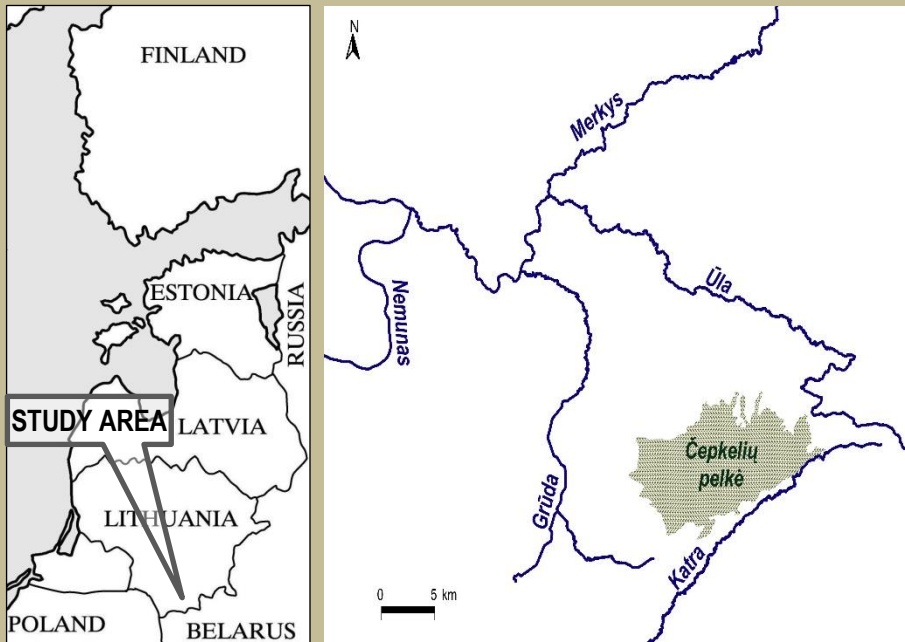 FINLAND
ESTONIA
RUSSIA
STUDY AREA
LATVIA
LITHUANIA
POLAND
BELARUS
N
Merkys
Ūla
Nemunas
Čepkelių
pelkė
Grūda
Katra
0 5 km